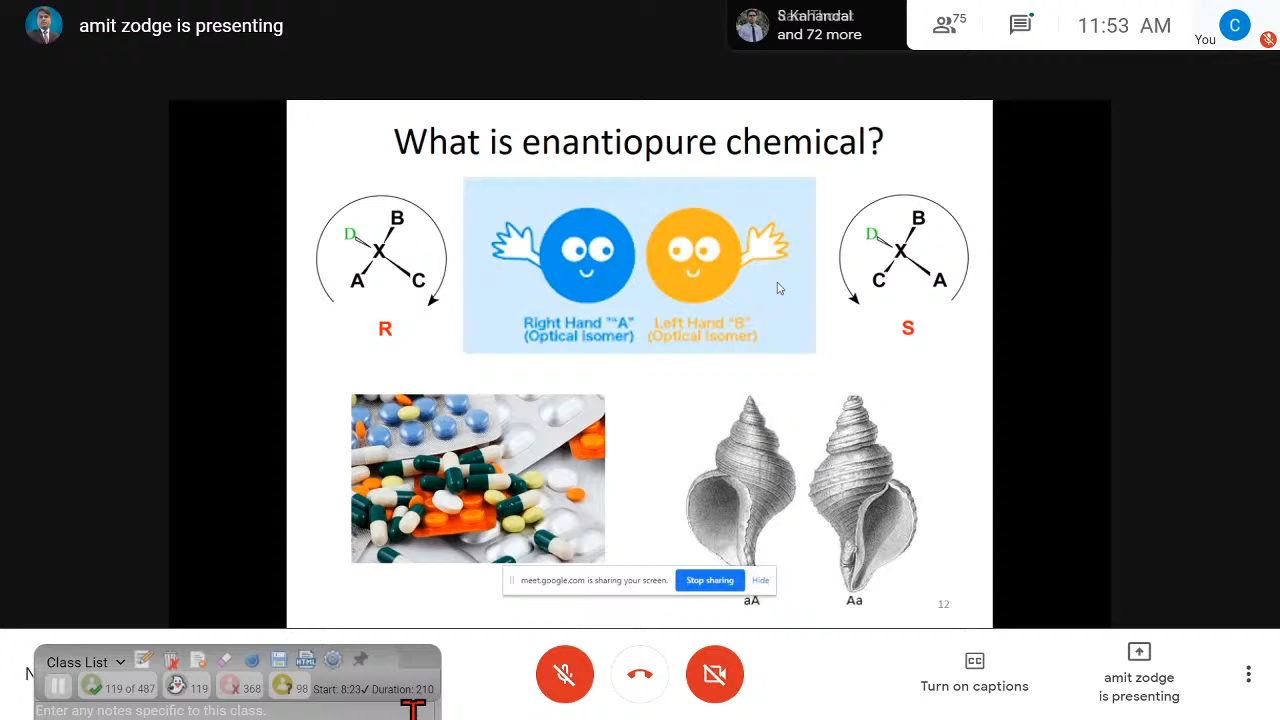 amit zodge is presenting
and 72 more
75
11:53 AM
You
C
What is enantiopure chemical?
B
D
X
A
C
R
Right Hand ""A"
(Optical isomer)
Left Hand "B"
(Optical isomer)
B
D
X
C
A
S
meet.google.com is sharing your screen.
Stop sharing
Hide
aA
Aa
12
Class List
HTML
119 of 487
119
368
98
Start: 8:23✓ Duration: 210
Enter any notes specific to this class.
T
CC
Turn on captions
amit zodge
is presenting